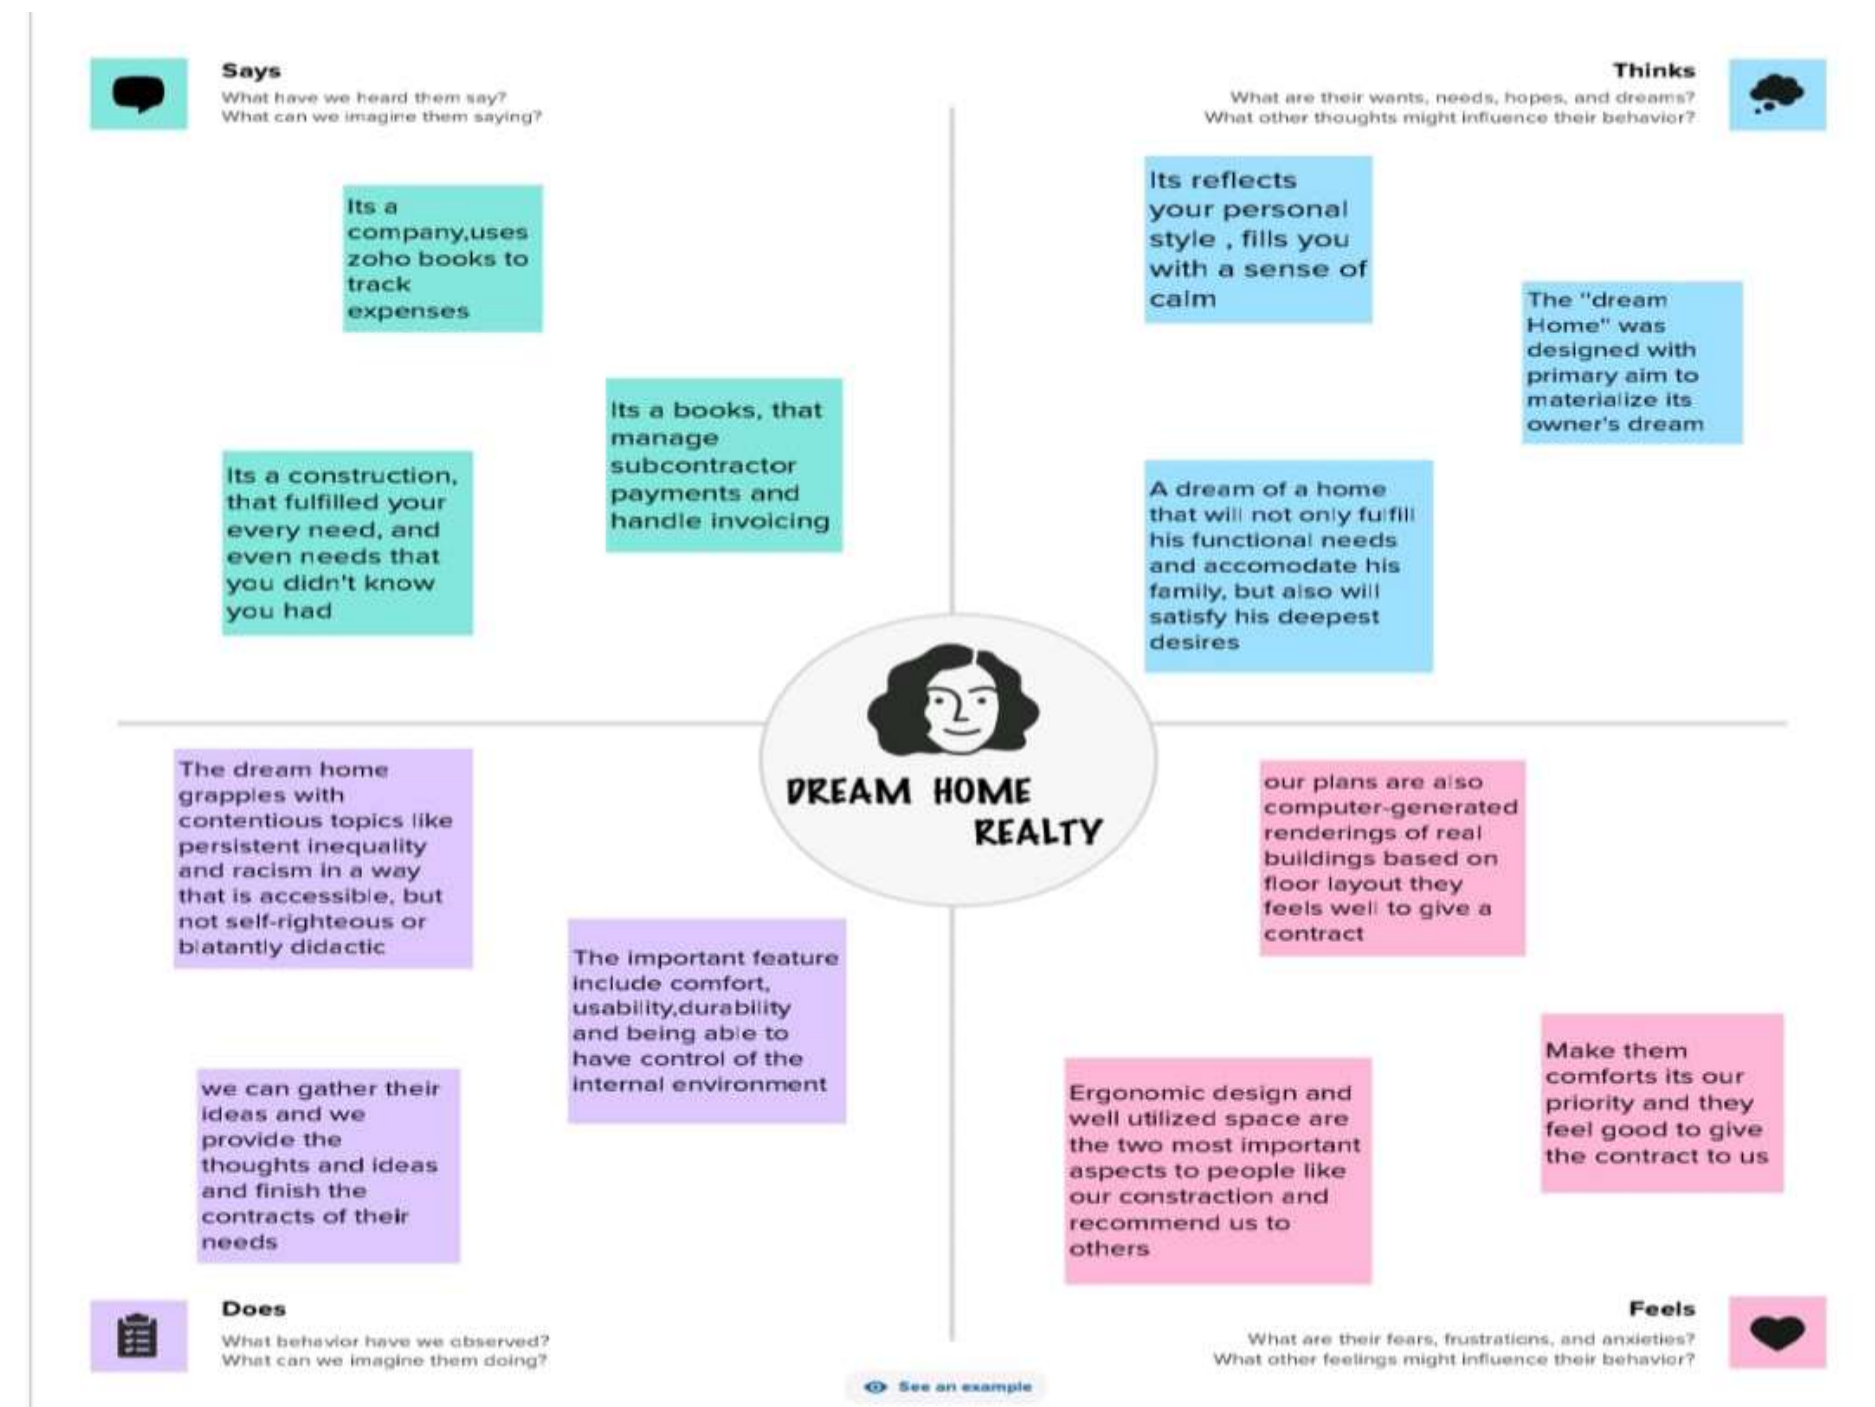 Says
What have we heard them say?
What can we imagine them saying?
Its a
company,uses
zoho books to
track
expenses
Its a books, that
manage
subcontractor
payments and
handle invoicing
Its a construction,
that fulfilled your
every need, and
even needs that
you didn't know
you had
Thinks
What are their wants, needs, hopes, and dreams?
What other thoughts might influence their behavior?
Its reflects
your personal
style , fills you
with a sense of
calm
The "dream
Home" was
designed with
primary aim to
materialize its
owner's dream
A dream of a home
that will not only fulfill
his functional needs
and accomodate his
family, but also will
satisfy his deepest
desires
DREAM HOME
REALTY
The dream home
grapples with
contentious topics like
persistent inequality
and racism in a way
that is accessible, but
not self-righteous or
blatantly didactic
The important feature
include comfort,
usability,durability
and being able to
have control of the
internal environment
we can gather their
ideas and we
provide the
thoughts and ideas
and finish the
contracts of their
needs
Does
What behavior have we observed?
What can we imagine them doing?
our plans are also
computer-generated
renderings of real
buildings based on
floor layout they
feels well to give a
contract
Make them
comforts its our
priority and they
feel good to give
the contract to us
Ergonomic design and
well utilized space are
the two most important
aspects to people like
our constraction and
recommend us to
others
Feels
What are their fears, frustrations, and anxieties?
What other feelings might influence their behavior?
See an example